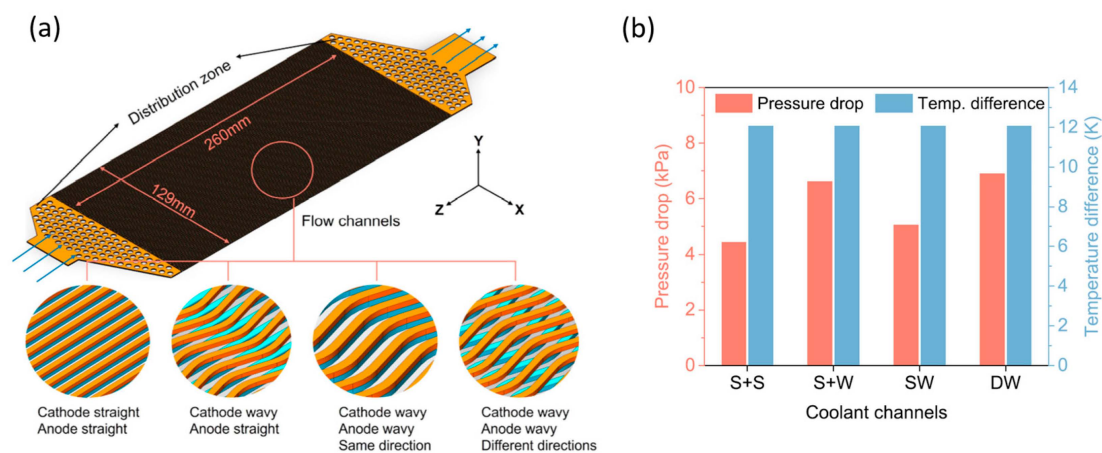 (a)
Distribution zone
260mm
129mm
Y
Z
X
Flow channels
Cathode straight
Anode straight
Cathode wavy
Anode straight
Cathode wavy
Anode wavy
Same direction
Cathode wavy
Anode wavy
Different directions
(b)
Pressure drop
Temp. difference
Pressure drop (kPa)
10
8
6
4
2
0
Temperature difference (K)
14
12
10
8
6
4
2
0
S+S
S+W
SW
DW
Coolant channels